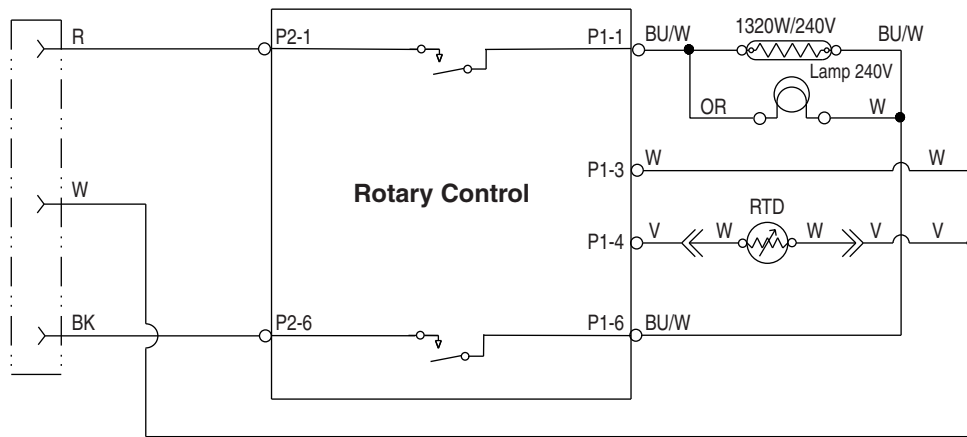 R P2-1 P1-1 BU/W 1320W/240V BU/W
Lamp 240V
OR W
W P1-3 W W
Rotary Control
RTD
P1-4 V W W V V
BK P2-6 P1-6 BU/W